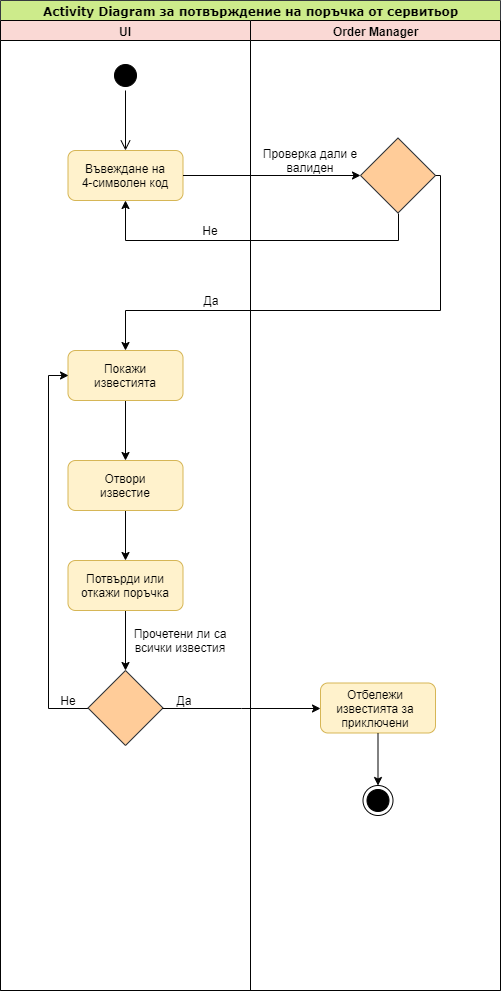 Activity Diagram за потвърждение на поръчка от сервитьор
UI
Order Manager
Въвеждане на
4-символен код
Проверка дали е
валиден
Не
Да
Покажи
известията
Отвори
известие
Потвърди или
откажи поръчка
Прочетени ли са
всички известия
Не
Да
Отбележи
известията за
приключени